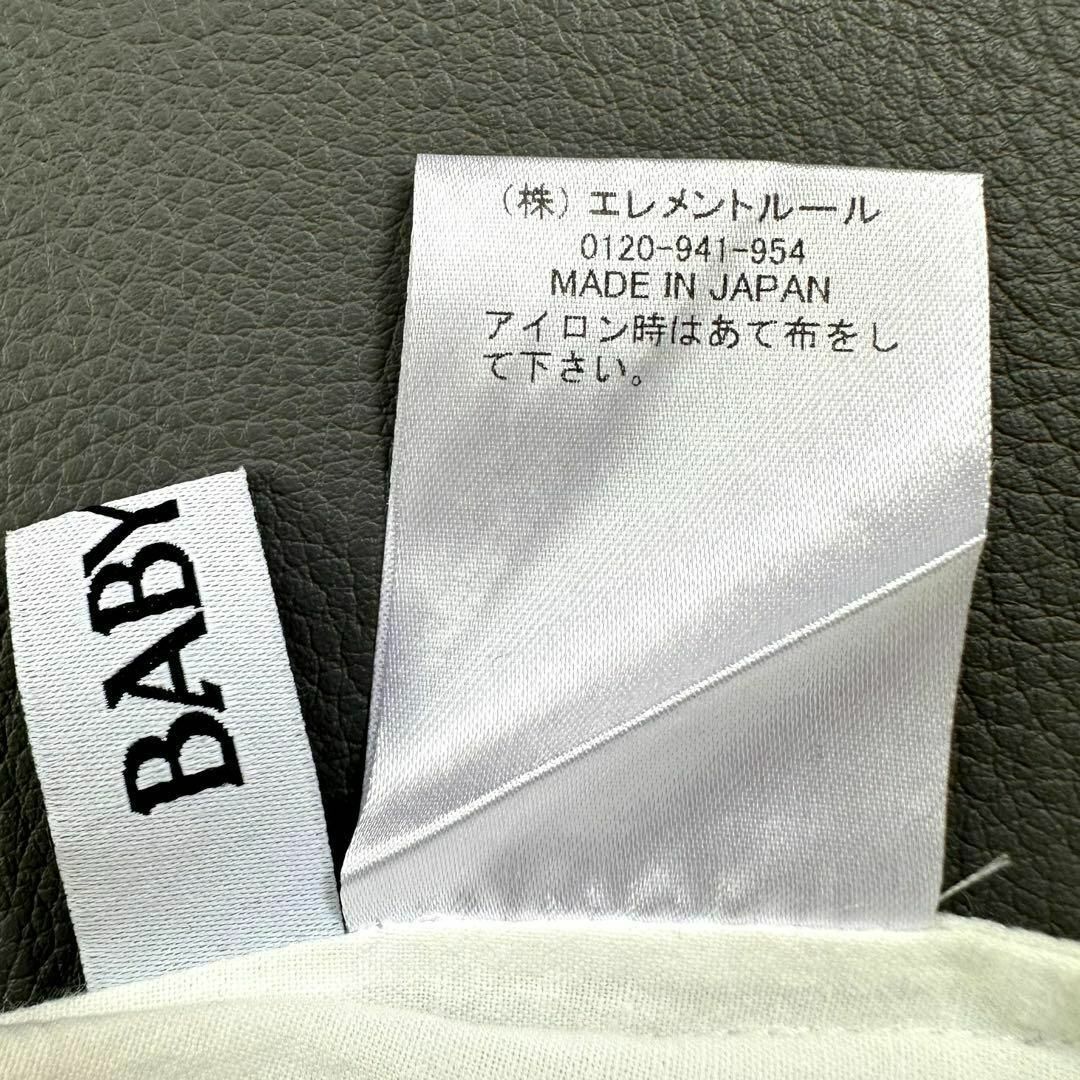 (株)エレメントルール
0120-941-954
MADE IN JAPAN
アイロン時はあて布をし
て下さい。
BABY